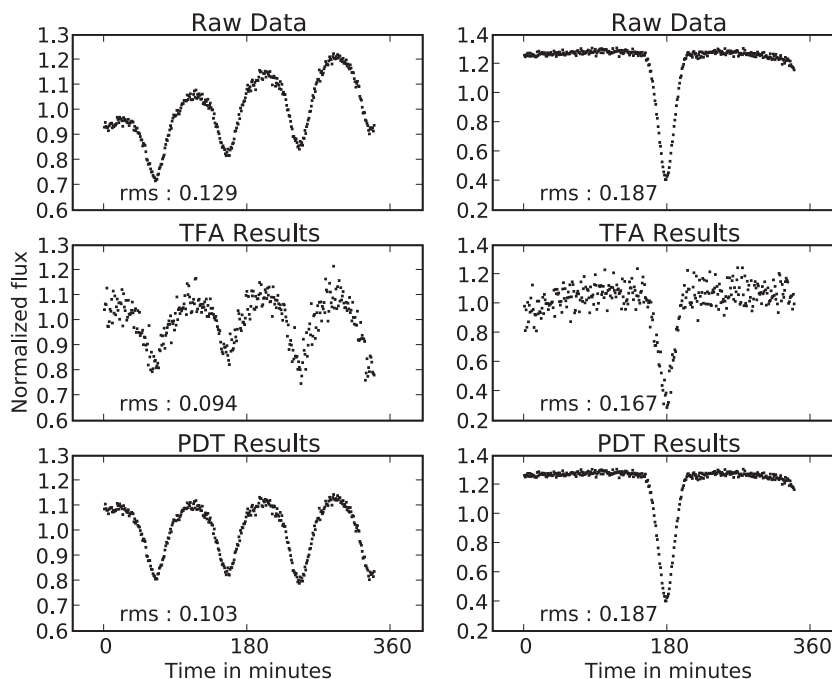 Raw Data
1.3
1.2
1.1
1.0
0.9
0.8
0.7
0.6
rms : 0.129
Raw Data
1.4
1.2
1.0
0.8
0.6
0.4
0.2
rms : 0.187
TFA Results
Normalized flux
1.3
1.2
1.1
1.0
0.9
0.8
0.7
0.6
rms : 0.094
TFA Results
1.4
1.2
1.0
0.8
0.6
0.4
0.2
rms : 0.167
PDT Results
1.3
1.2
1.1
1.0
0.9
0.8
0.7
0.6
rms : 0.103
0 180 360
Time in minutes
PDT Results
1.4
1.2
1.0
0.8
0.6
0.4
0.2
rms : 0.187
0 180 360
Time in minutes